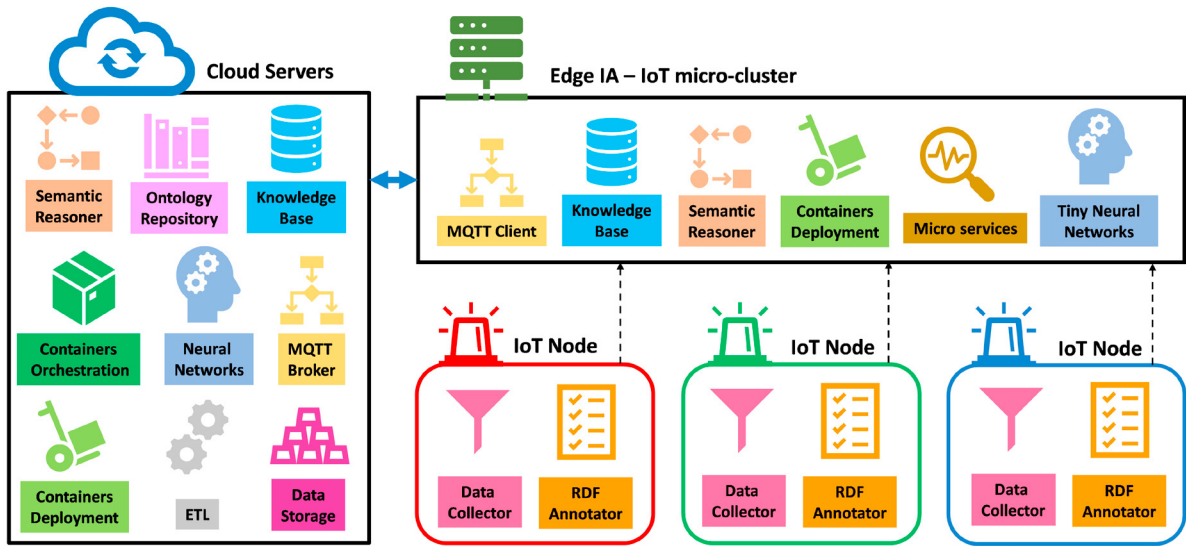 Cloud Servers
Semantic
Reasoner
Ontology
Repository
Knowledge
Base
Containers
Orchestration
Neural
Networks
MQTT
Broker
Containers
Deployment
ETL
Data
Storage
Edge IA – IoT micro-cluster
MQTT Client
Knowledge
Base
Semantic
Reasoner
Containers
Deployment
Micro services
Tiny Neural
Networks
IoT Node
Data
Collector
RDF
Annotator
IoT Node
Data
Collector
RDF
Annotator
IoT Node
Data
Collector
RDF
Annotator